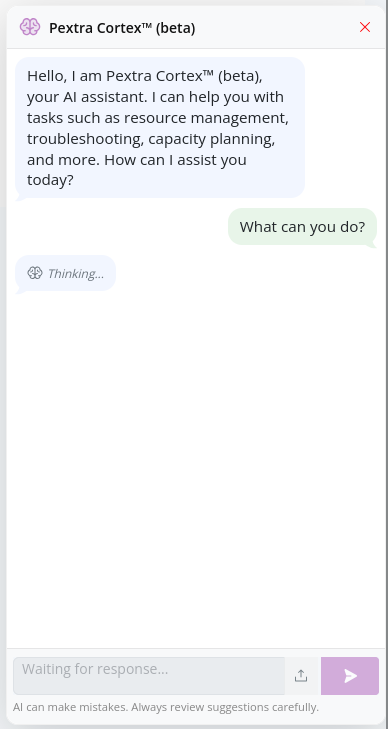 Pextra Cortex™ (beta)
Hello, I am Pextra Cortex™ (beta),
your AI assistant. I can help you with
tasks such as resource management,
troubleshooting, capacity planning,
and more. How can I assist you
today?
What can you do?
Thinking...
Waiting for response...
AI can make mistakes. Always review suggestions carefully.